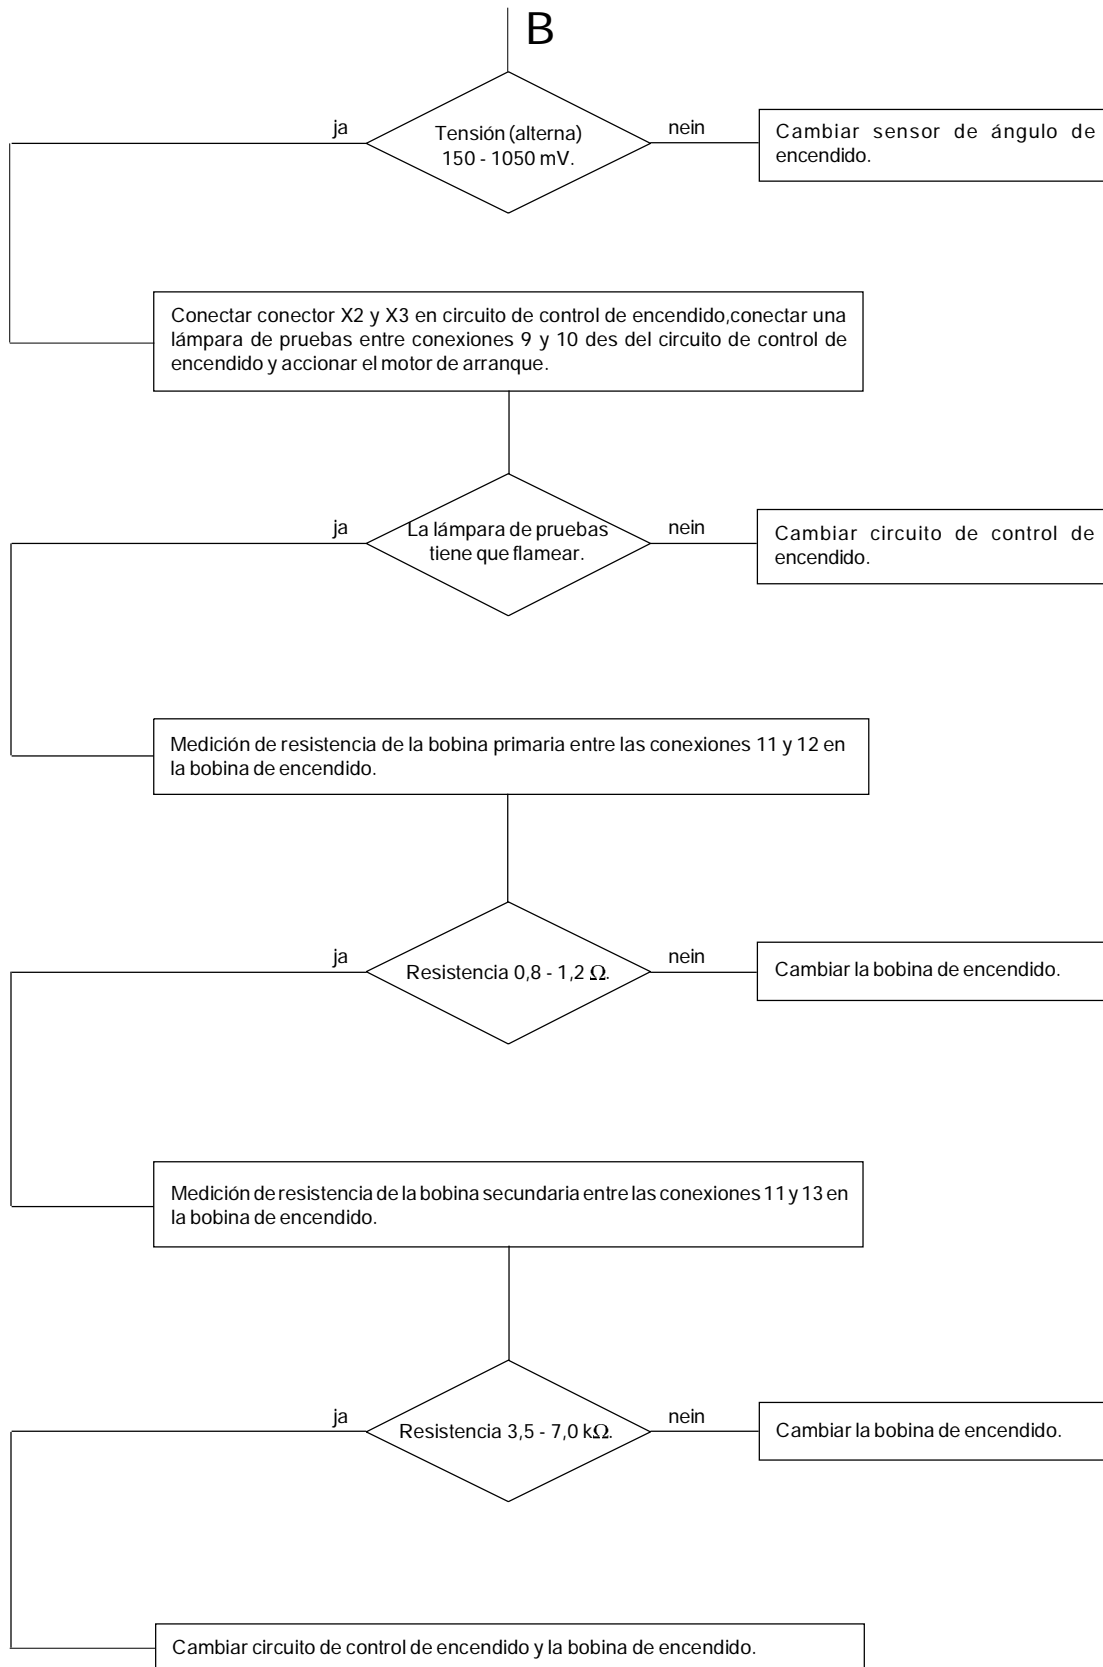 B
ja
Tensión (alterna)
150 - 1050 mV.
nein
Cambiar sensor de ángulo de
encendido.
Conectar conector X2 y X3 en circuito de control de encendido,conectar una
lámpara de pruebas entre conexiones 9 y 10 des del circuito de control de
encendido y accionar el motor de arranque.
ja
La lámpara de pruebas
tiene que flamear.
nein
Cambiar circuito de control de
encendido.
Medición de resistencia de la bobina primaria entre las conexiones 11 y 12 en
la bobina de encendido.
ja
Resistencia 0,8 - 1,2 Ω.
nein
Cambiar la bobina de encendido.
Medición de resistencia de la bobina secundaria entre las conexiones 11 y 13 en
la bobina de encendido.
ja
Resistencia 3,5 - 7,0 kΩ.
nein
Cambiar la bobina de encendido.
Cambiar circuito de control de encendido y la bobina de encendido.